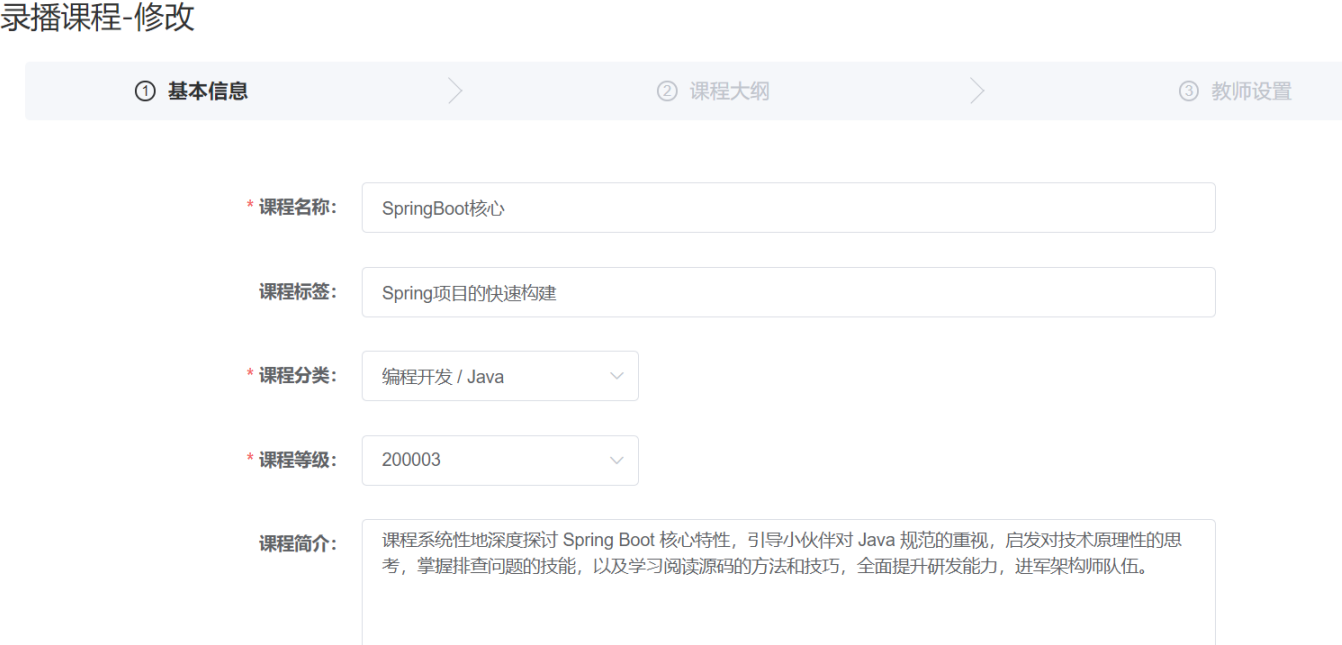 录播课程-修改
① 基本信息
② 课程大纲
③ 教师设置
* 课程名称：
SpringBoot核心
课程标签：
Spring项目的快速构建
* 课程分类：
编程开发 / Java
* 课程等级：
200003
课程简介：
课程系统性地深度探讨 Spring Boot 核心特性，引导小伙伴对 Java 规范的重视，启发对技术原理性的思
考，掌握排查问题的技能，以及学习阅读源码的方法和技巧，全面提升研发能力，进军架构师队伍。